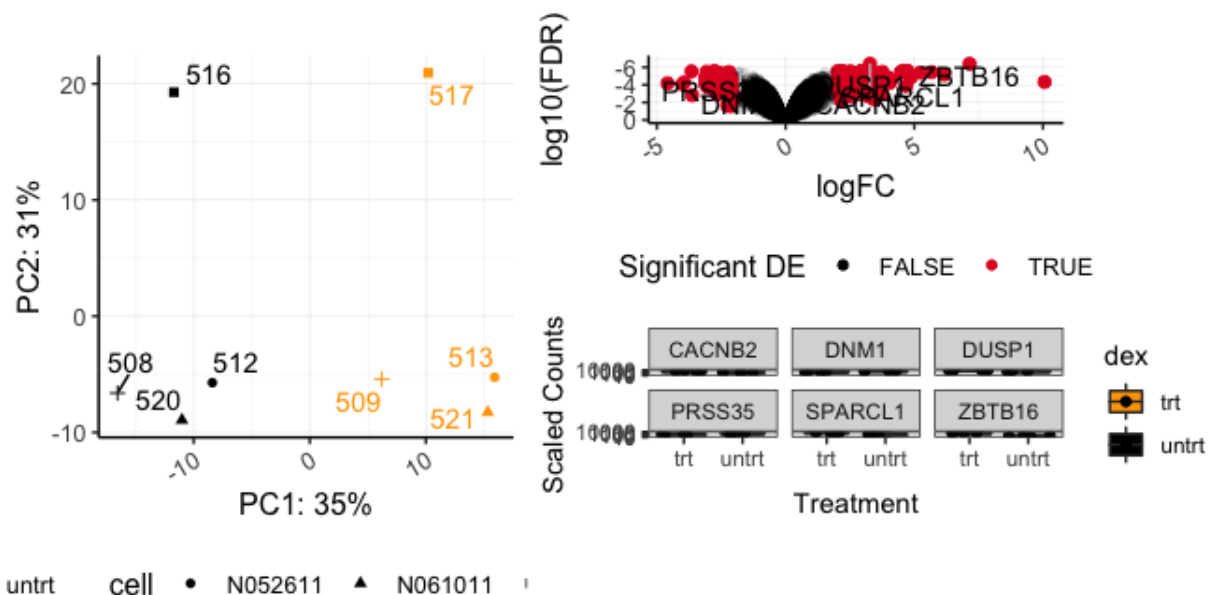 516
517
508
512
520
513
509
521
20
10
0
-10
-10
0
10
PC2: 31%
PC1: 35%
untrt cell N052611 N061011
log10(FDR)
-6
-4
-2
0
ZBTB16
SPARCL1
CACNB2
-5
0
5
10
logFC
Significant DE FALSE TRUE
Scaled Counts
CACNB2 DNM1 DUSP1
PRSS35 SPARCL1 ZBTB16
trt untrt trt untrt trt untrt
Treatment
dex
trt
untrt